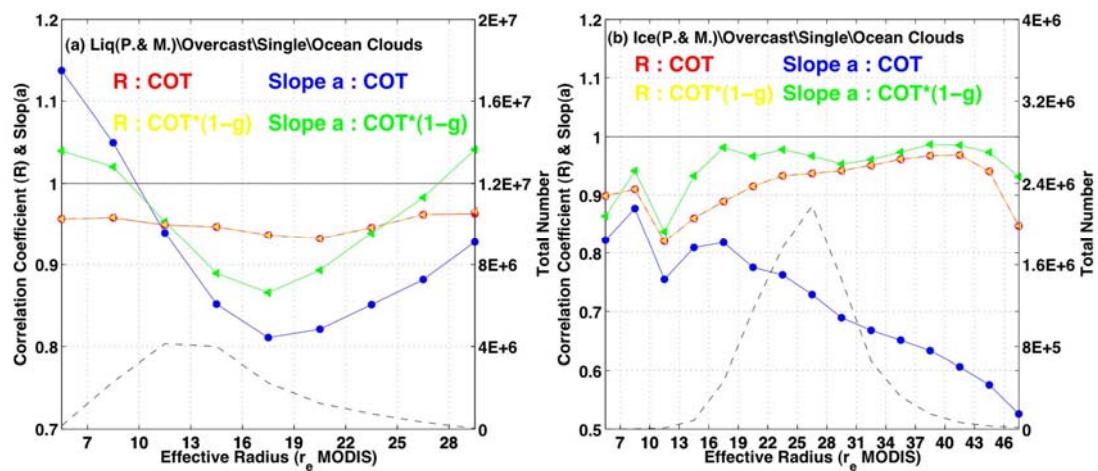 (a) Liq(P.& M.)\Overcast\Single\Ocean Clouds
R : COT Slope a : COT
R : COT*(1-g) Slope a : COT*(1-g)
1.2
1.1
1
0.9
0.8
0.7
Correlation Coefficient (R) & Slop(a)
2E+7
1.6E+7
1.2E+7
8E+6
4E+6
0
Total Number
7 10 13 16 19 22 25 28
Effective Radius (re MODIS)
(b) Ice(P.& M.)\Overcast\Single\Ocean Clouds
R : COT Slope a : COT
R : COT*(1-g) Slope a : COT*(1-g)
1.2
1.1
1
0.9
0.8
0.7
0.6
0.5
Correlation Coefficient (R) & Slop(a)
4E+6
3.2E+6
2.4E+6
1.6E+6
8E+5
0
Total Number
7 10 13 16 19 22 25 28 31 34 37 40 43 46
Effective Radius (re MODIS)